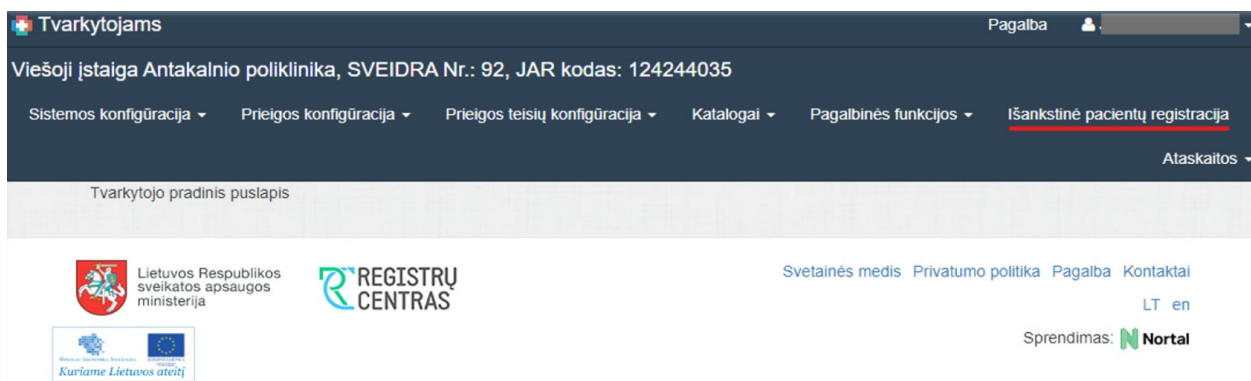 Tvarkytojams
Pagalba
Viešoji įstaiga Antakalnio poliklinika, SVEIDRA Nr.: 92, JAR kodas: 124244035
Sistemos konfigūracija Prieigos konfigūracija Prieigos teisių konfigūracija Katalogai Pagalbinės funkcijos Išankstinė pacientų registracija
Ataskaitos
Tvarkytojo pradinis puslapis
Lietuvos Respublikos
sveikatos apsaugos
ministerija
REGISTRŲ
CENTRAS
Svetainės medis Privatumo politika Pagalba Kontaktai
LT en
Sprendimas: Nortal
Kuriame Lietuvos ateitį